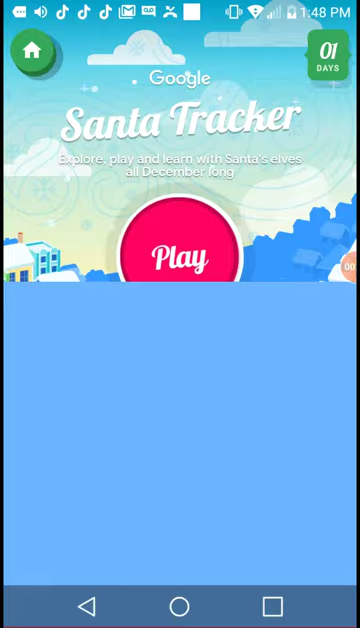 1:48 PM
01
DAYS
Google
Santa Tracker
Explore, play and learn with Santa's elves
all December long
Play
00